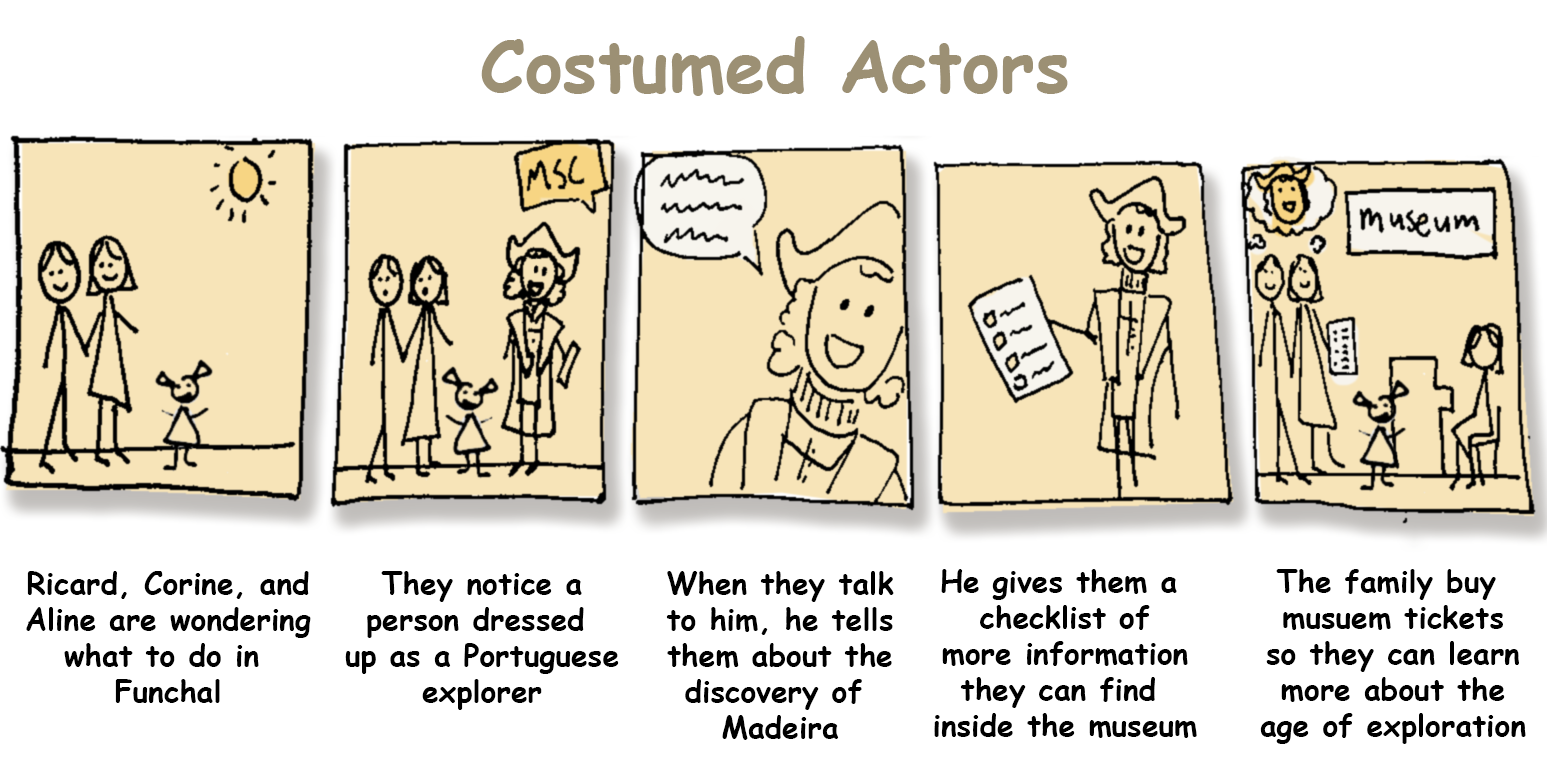 Costumed Actors
MSC
museum
Ricard, Corine, and
Aline are wondering
what to do in
Funchal
They notice a
person dressed
up as a Portuguese
explorer
When they talk
to him, he tells
them about the
discovery of
Madeira
He gives them a
checklist of
more information
they can find
inside the museum
The family buy
musuem tickets
so they can learn
more about the
age of exploration